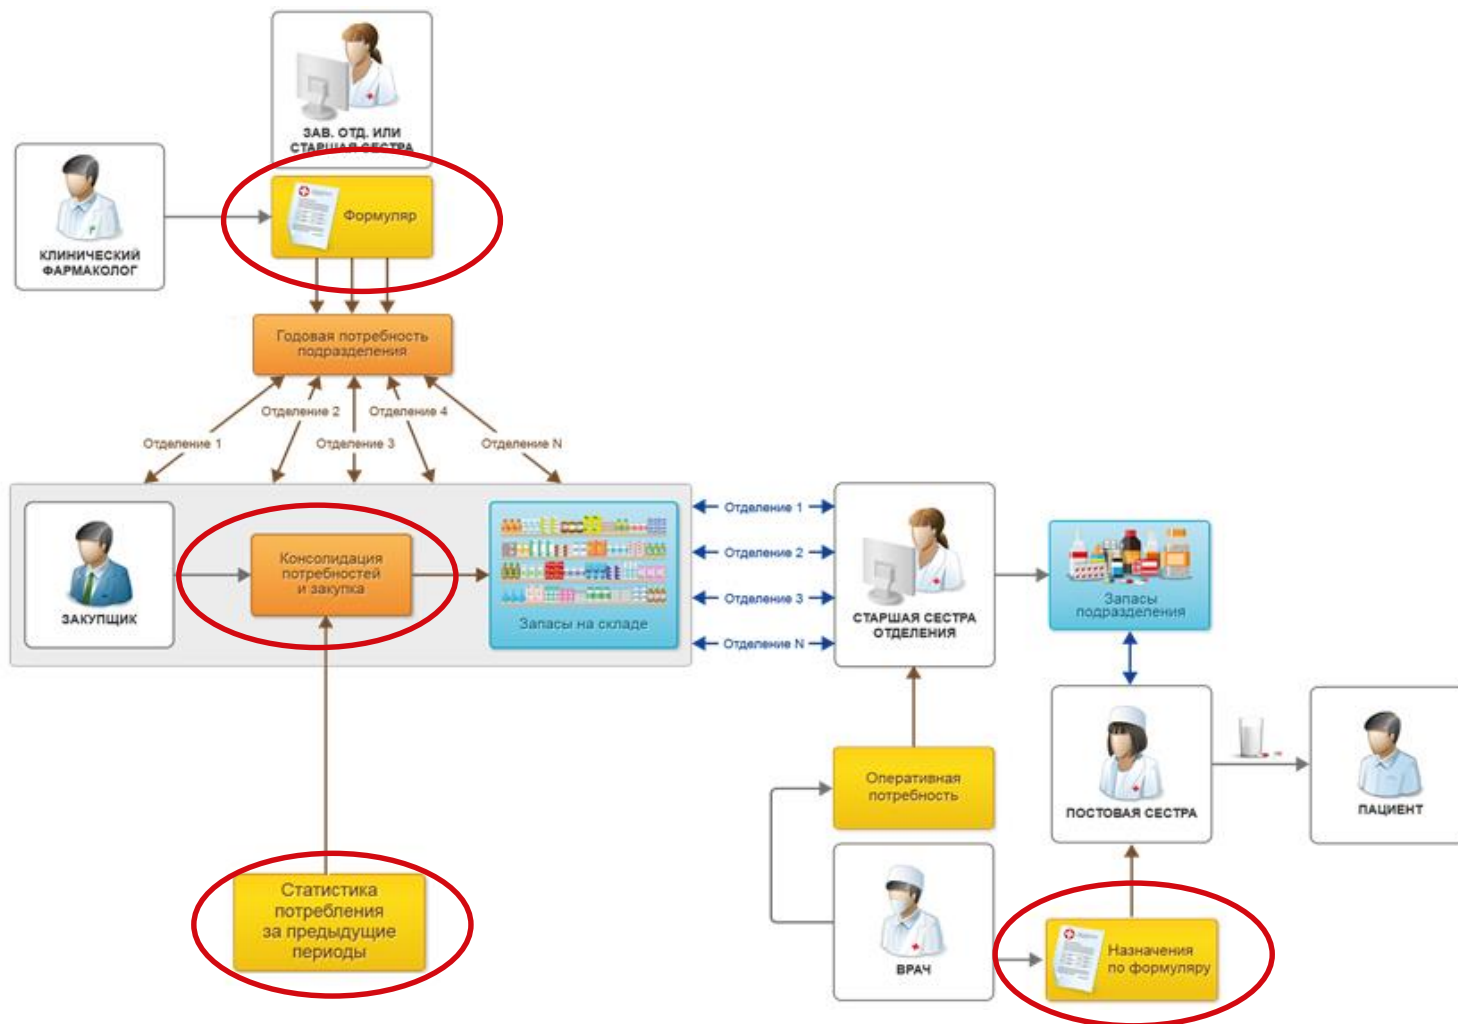 ЗАВ. ОТД. ИЛИ
СТАРШАЯ СЕСТРА
КЛИНИЧЕСКИЙ
ФАРМАКОЛОГ
Формуляр
Годовая потребность
подразделения
Отделение 1
Отделение 2
Отделение 3
Отделение 4
Отделение N
ЗАКУПЩИК
Консолидация
потребностей
и закупка
Запасы на складе
Отделение 1
Отделение 2
Отделение 3
Отделение N
СТАРШАЯ СЕСТРА
ОТДЕЛЕНИЯ
Запасы
подразделения
Оперативная
потребность
ПОСТОВАЯ СЕСТРА
ПАЦИЕНТ
Статистика
потребления
за предыдущие
периоды
ВРАЧ
Назначения
по формуляру